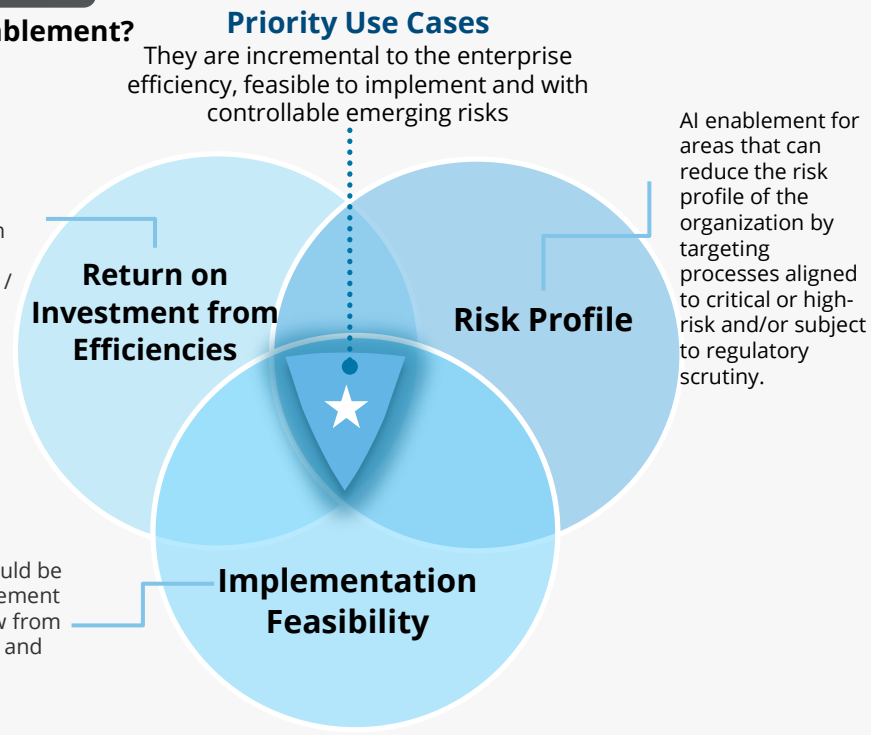 Priority Use Cases
They are incremental to the enterprise
efficiency, feasible to implement and with
controllable emerging risks
AI enablement for
areas that can
reduce the risk
profile of the
organization by
targeting
processes aligned
to critical or high-
risk and/or subject
to regulatory
scrutiny.
/
Return on
Investment from
Efficiencies
Risk Profile
be
from
and
Implementation
Feasibility